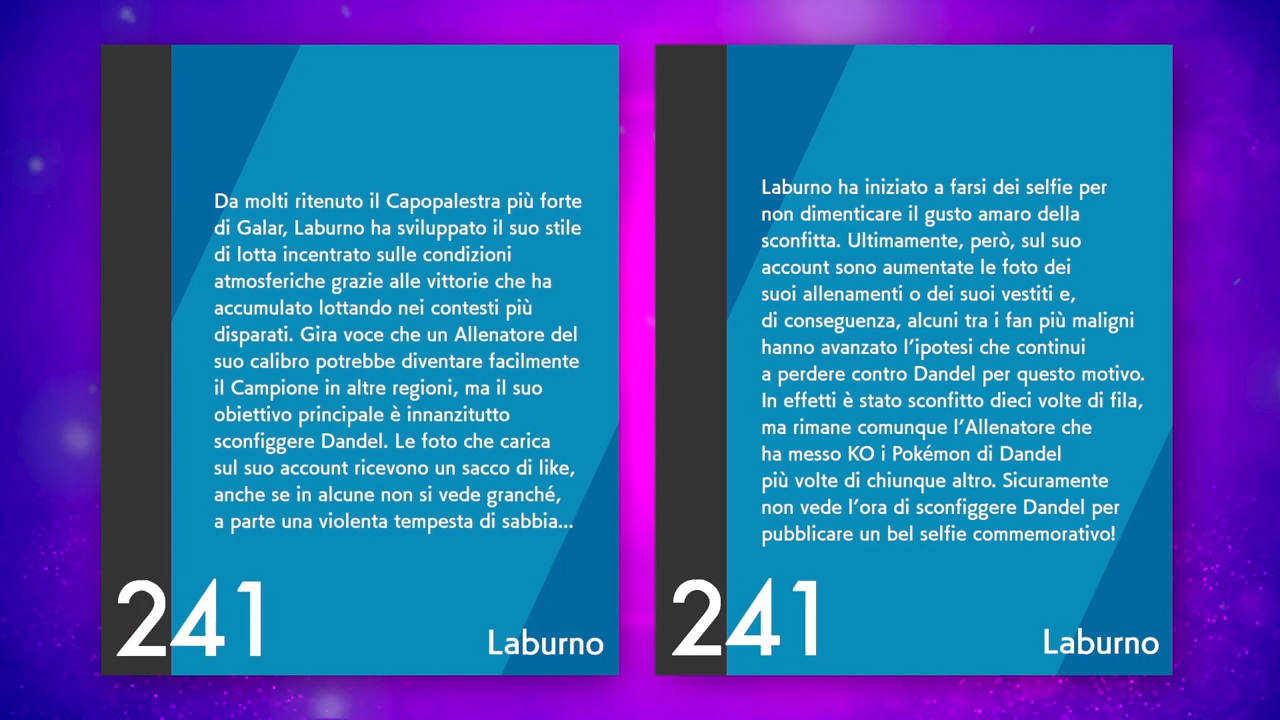 Da molti ritenuto il Capopalestra più forte
di Galar, Laburno ha sviluppato il suo stile
di lotta incentrato sulle condizioni
atmosferiche grazie alle vittorie che ha
accumulato lottando nei contesti più
disparati. Gira voce che un Allenatore del
suo calibro potrebbe diventare facilmente
il Campione in altre regioni, ma il suo
obiettivo principale è innanzitutto
sconfiggere Dandel. Le foto che carica
sul suo account ricevono un sacco di like,
anche se in alcune non si vede granché,
a parte una violenta tempesta di sabbia...
241
Laburno
Laburno ha iniziato a farsi dei selfie per
non dimenticare il gusto amaro della
sconfitta. Ultimamente, però, sul suo
account sono aumentate le foto dei
suoi allenamenti o dei suoi vestiti e,
di conseguenza, alcuni tra i fan più maligni
hanno avanzato l'ipotesi che continui
a perdere contro Dandel per questo motivo.
In effetti è stato sconfitto dieci volte di fila,
ma rimane comunque l'Allenatore che
ha messo KO i Pokémon di Dandel
più volte di chiunque altro. Sicuramente
non vede l'ora di sconfiggere Dandel per
pubblicare un bel selfie commemorativo!
241
Laburno